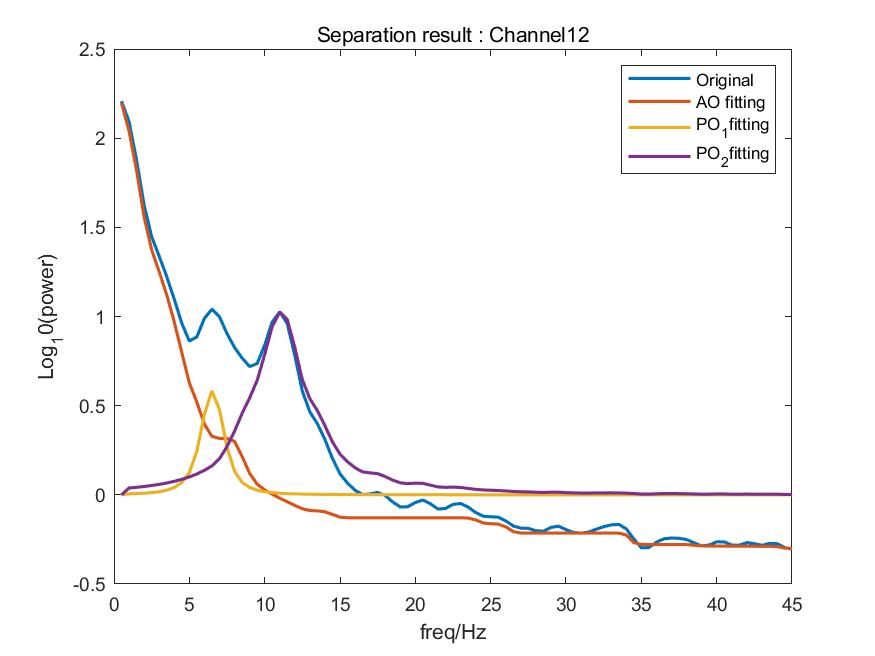 Separation result : Channel12
Original
AO fitting
PO1fitting
PO2fitting
2.5
2
1.5
1
0.5
0
-0.5
Log10(power)
0 5 10 15 20 25 30 35 40 45
freq/Hz